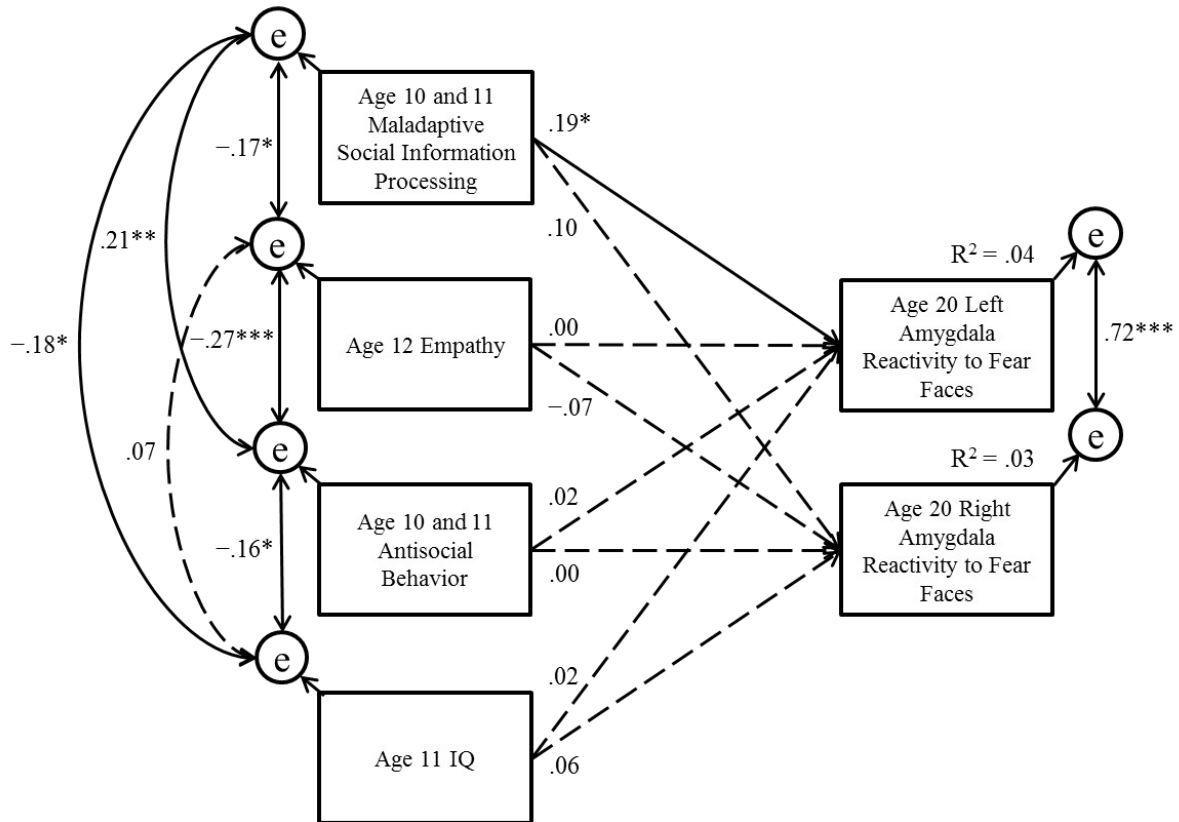 e
Age 10 and 11
Maladaptive
Social Information
Processing
−.17*
.19*
.21**
.10
e
−.18*
−.27***
.07
Age 12 Empathy
.00
−.07
e
Age 10 and 11
Antisocial
Behavior
.02
.00
−.16*
e
Age 11 IQ
.02
.06
R² = .04
e
Age 20 Left
Amygdala
Reactivity to Fear
Faces
.72***
R² = .03
e
Age 20 Right
Amygdala
Reactivity to Fear
Faces